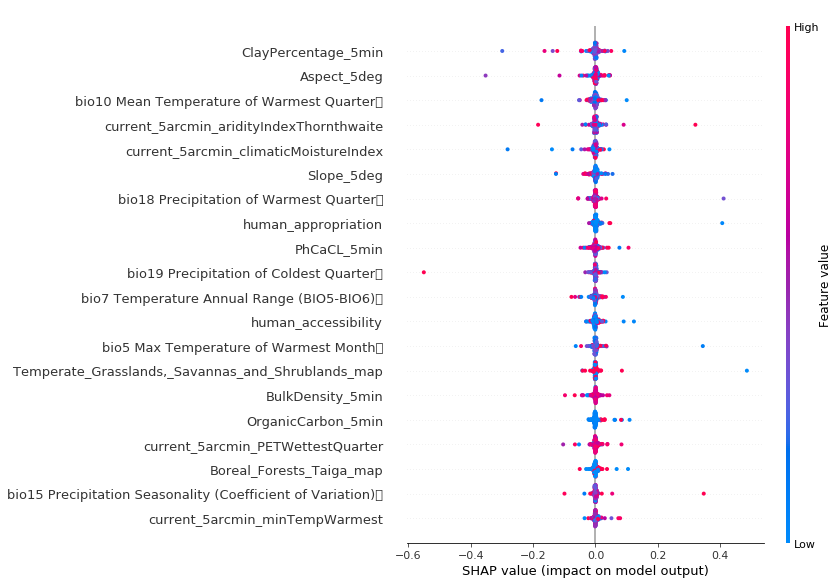 High
ClayPercentage_5min
Aspect_5deg
bio10 Mean Temperature of Warmest Quarter
current_5arcmin_aridityIndexThornthwaite
current_5arcmin_climaticMoistureIndex
Slope_5deg
bio18 Precipitation of Warmest Quarter
human_appropriation
PhCaCL_5min
bio19 Precipitation of Coldest Quarter
bio7 Temperature Annual Range (BIO5-BIO6)
human_accessibility
bio5 Max Temperature of Warmest Month
Temperate_Grasslands,_Savannas_and_Shrublands_map
BulkDensity_5min
OrganicCarbon_5min
current_5arcmin_PETWettestQuarter
Boreal_Forests_Taiga_map
bio15 Precipitation Seasonality (Coefficient of Variation)
current_5arcmin_minTempWarmest
Feature value
Low
−0.6 −0.4 −0.2 0.0 0.2 0.4
SHAP value (impact on model output)